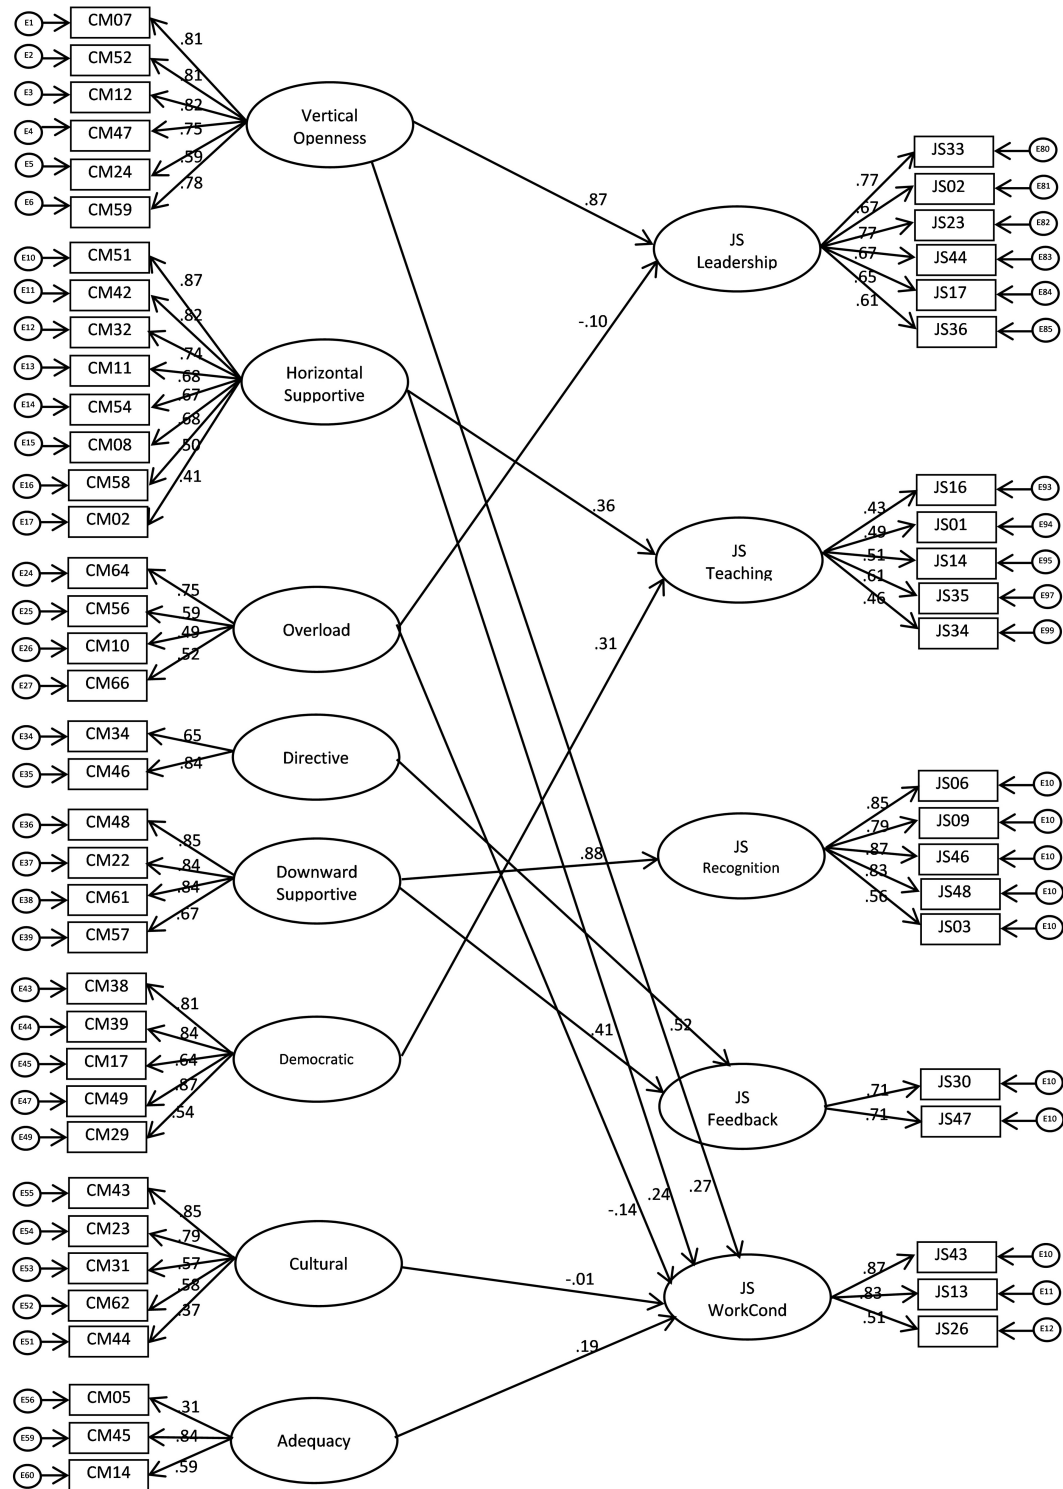 E1 CM07 .81
E2 CM52 .81
E3 CM12 .82
E4 CM47 .75
E5 CM24 .59
E6 CM59 .78
Vertical
Openness
E10 CM51 .87
E11 CM42 .82
E12 CM32 .74
E13 CM11 .68
E14 CM54 .67
E15 CM08 .68
E16 CM58 .50
E17 CM02 .41
Horizontal
Supportive
E24 CM64 .75
E25 CM56 .59
E26 CM10 .49
E27 CM66 .52
Overload
E34 CM34 .65
E35 CM46 .84
Directive
E36 CM48 .85
E37 CM22 .84
E38 CM61 .84
E39 CM57 .67
Downward
Supportive
E43 CM38 .81
E44 CM39 .84
E45 CM17 .64
E47 CM49 .87
E49 CM29 .54
Democratic
E55 CM43 .85
E54 CM23 .79
E53 CM31 .57
E52 CM62 .58
E51 CM44 .37
Cultural
E56 CM05 .31
E59 CM45 .84
E60 CM14 .59
Adequacy
.87
-.10
.36
.31
.88
.41
.52
-.14
.24
.27
-.01
.19
JS
Leadership
.77 JS33 E80
.67 JS02 E81
.77 JS23 E82
.67 JS44 E83
.65 JS17 E84
.61 JS36 E85
JS
Teaching
.43 JS16 E93
.49 JS01 E94
.51 JS14 E95
.61 JS35 E97
.46 JS34 E99
JS
Recognition
.85 JS06 E10
.79 JS09 E10
.87 JS46 E10
.83 JS48 E10
.56 JS03 E10
JS
Feedback
.71 JS30 E10
.71 JS47 E10
JS
WorkCond
.87 JS43 E10
.83 JS13 E11
.51 JS26 E12